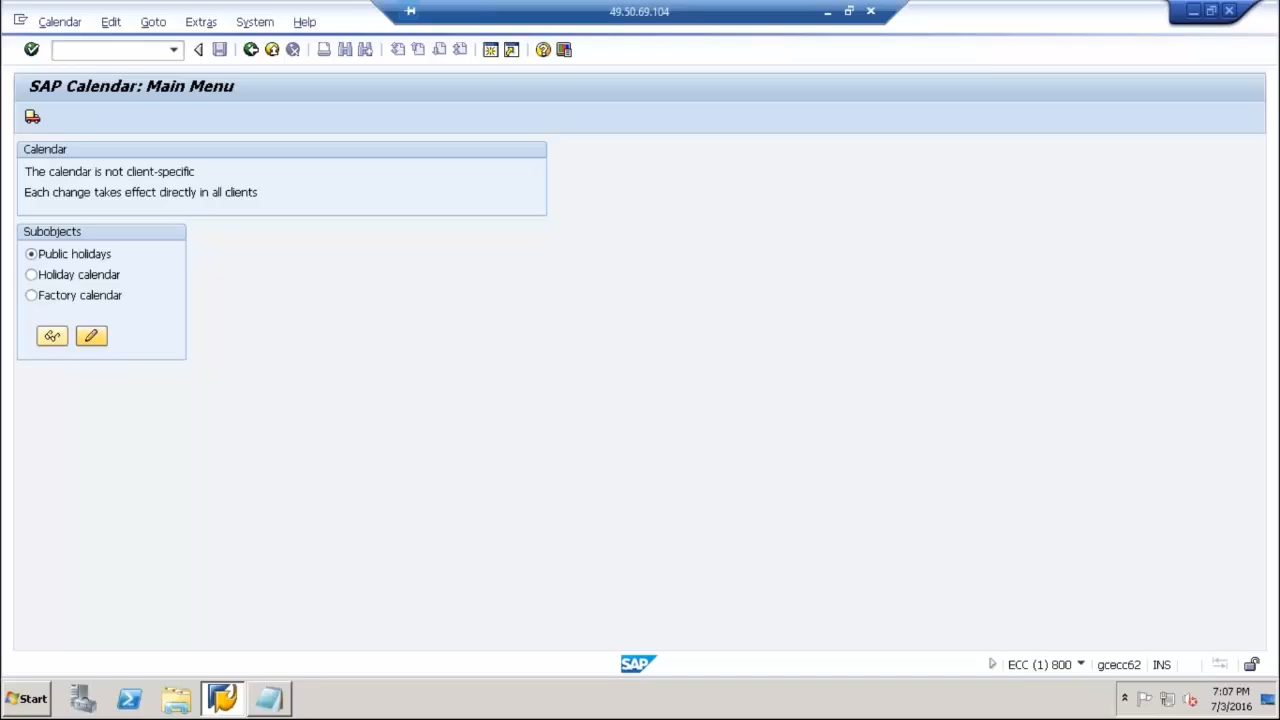 49.50.69.104
Calendar Edit Goto Extras System Help
SAP Calendar: Main Menu
Calendar
The calendar is not client-specific
Each change takes effect directly in all clients
Subobjects
Public holidays
Holiday calendar
Factory calendar
SAP
ECC (1) 800 gcecc62 INS
Start
7:07 PM
7/3/2016